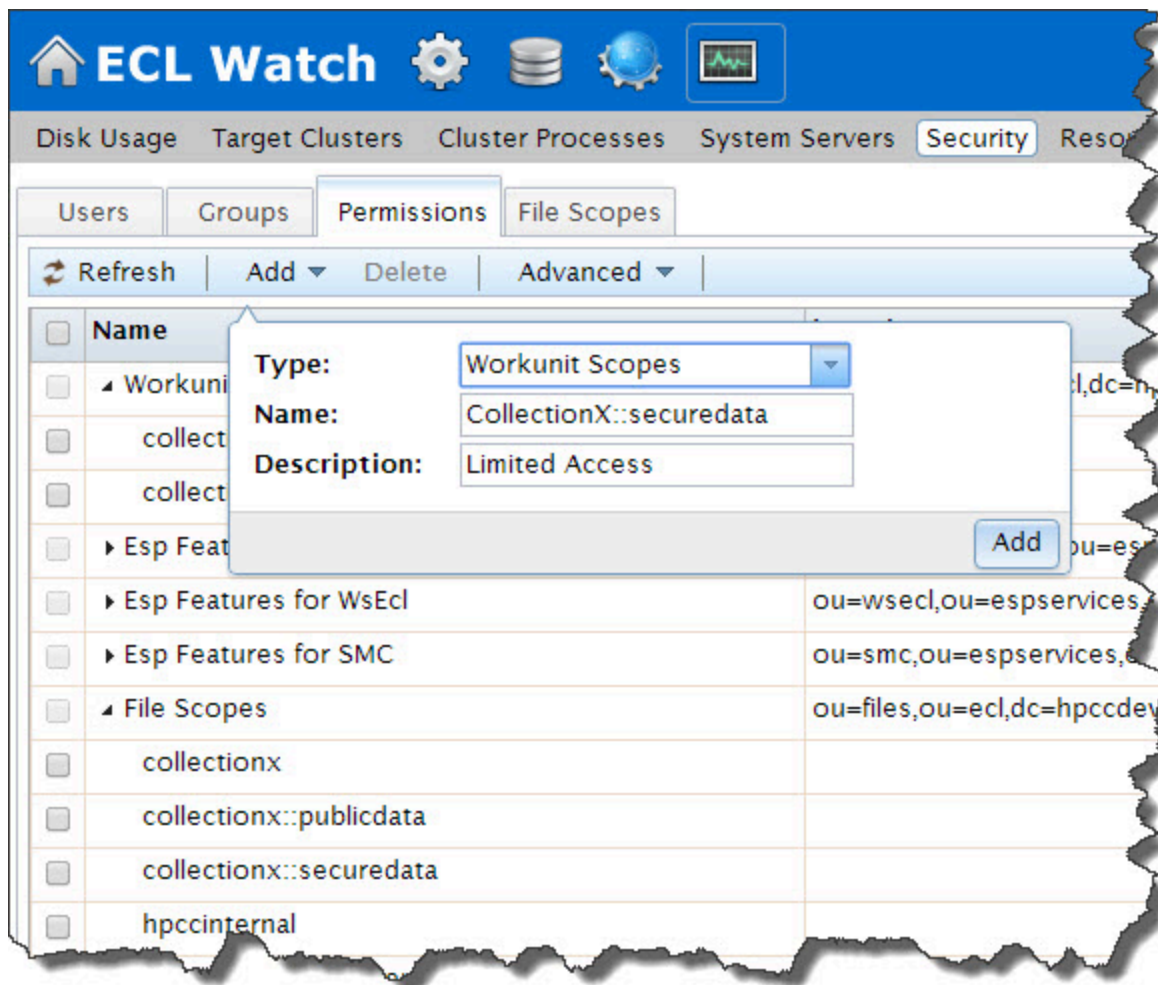 ECL Watch
Disk Usage Target Clusters Cluster Processes System Servers Security
Users Groups Permissions File Scopes
Refresh Add Delete Advanced
Name
Type: Workunit Scopes
Name: CollectionX::securedata
Description: Limited Access
Add
Esp Features for WsEcl ou=wsecl,ou=espservices,
Esp Features for SMC ou=smc,ou=espservices,
File Scopes ou=files,ou=ecl,dc=hpccdev
collectionx
collectionx::publicdata
collectionx::securedata
hpccinternal